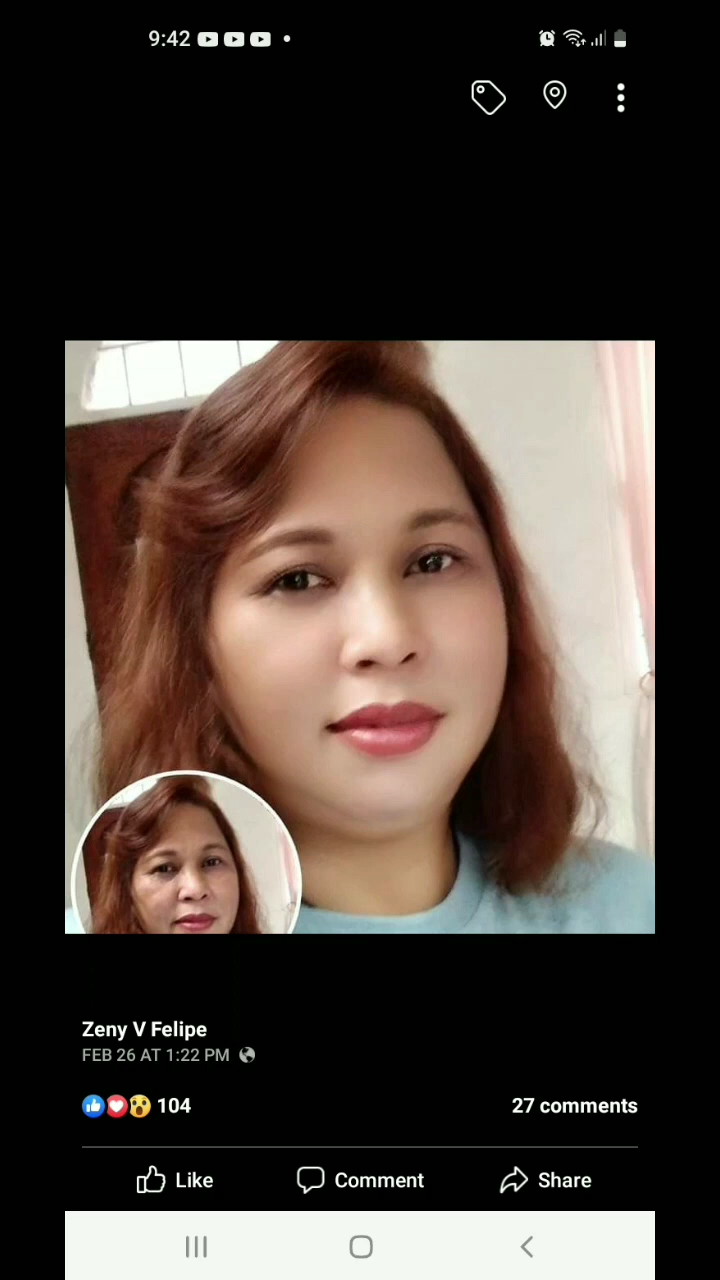 9:42
Zeny V Felipe
FEB 26 AT 1:22 PM
104
27 comments
Like
Comment
Share